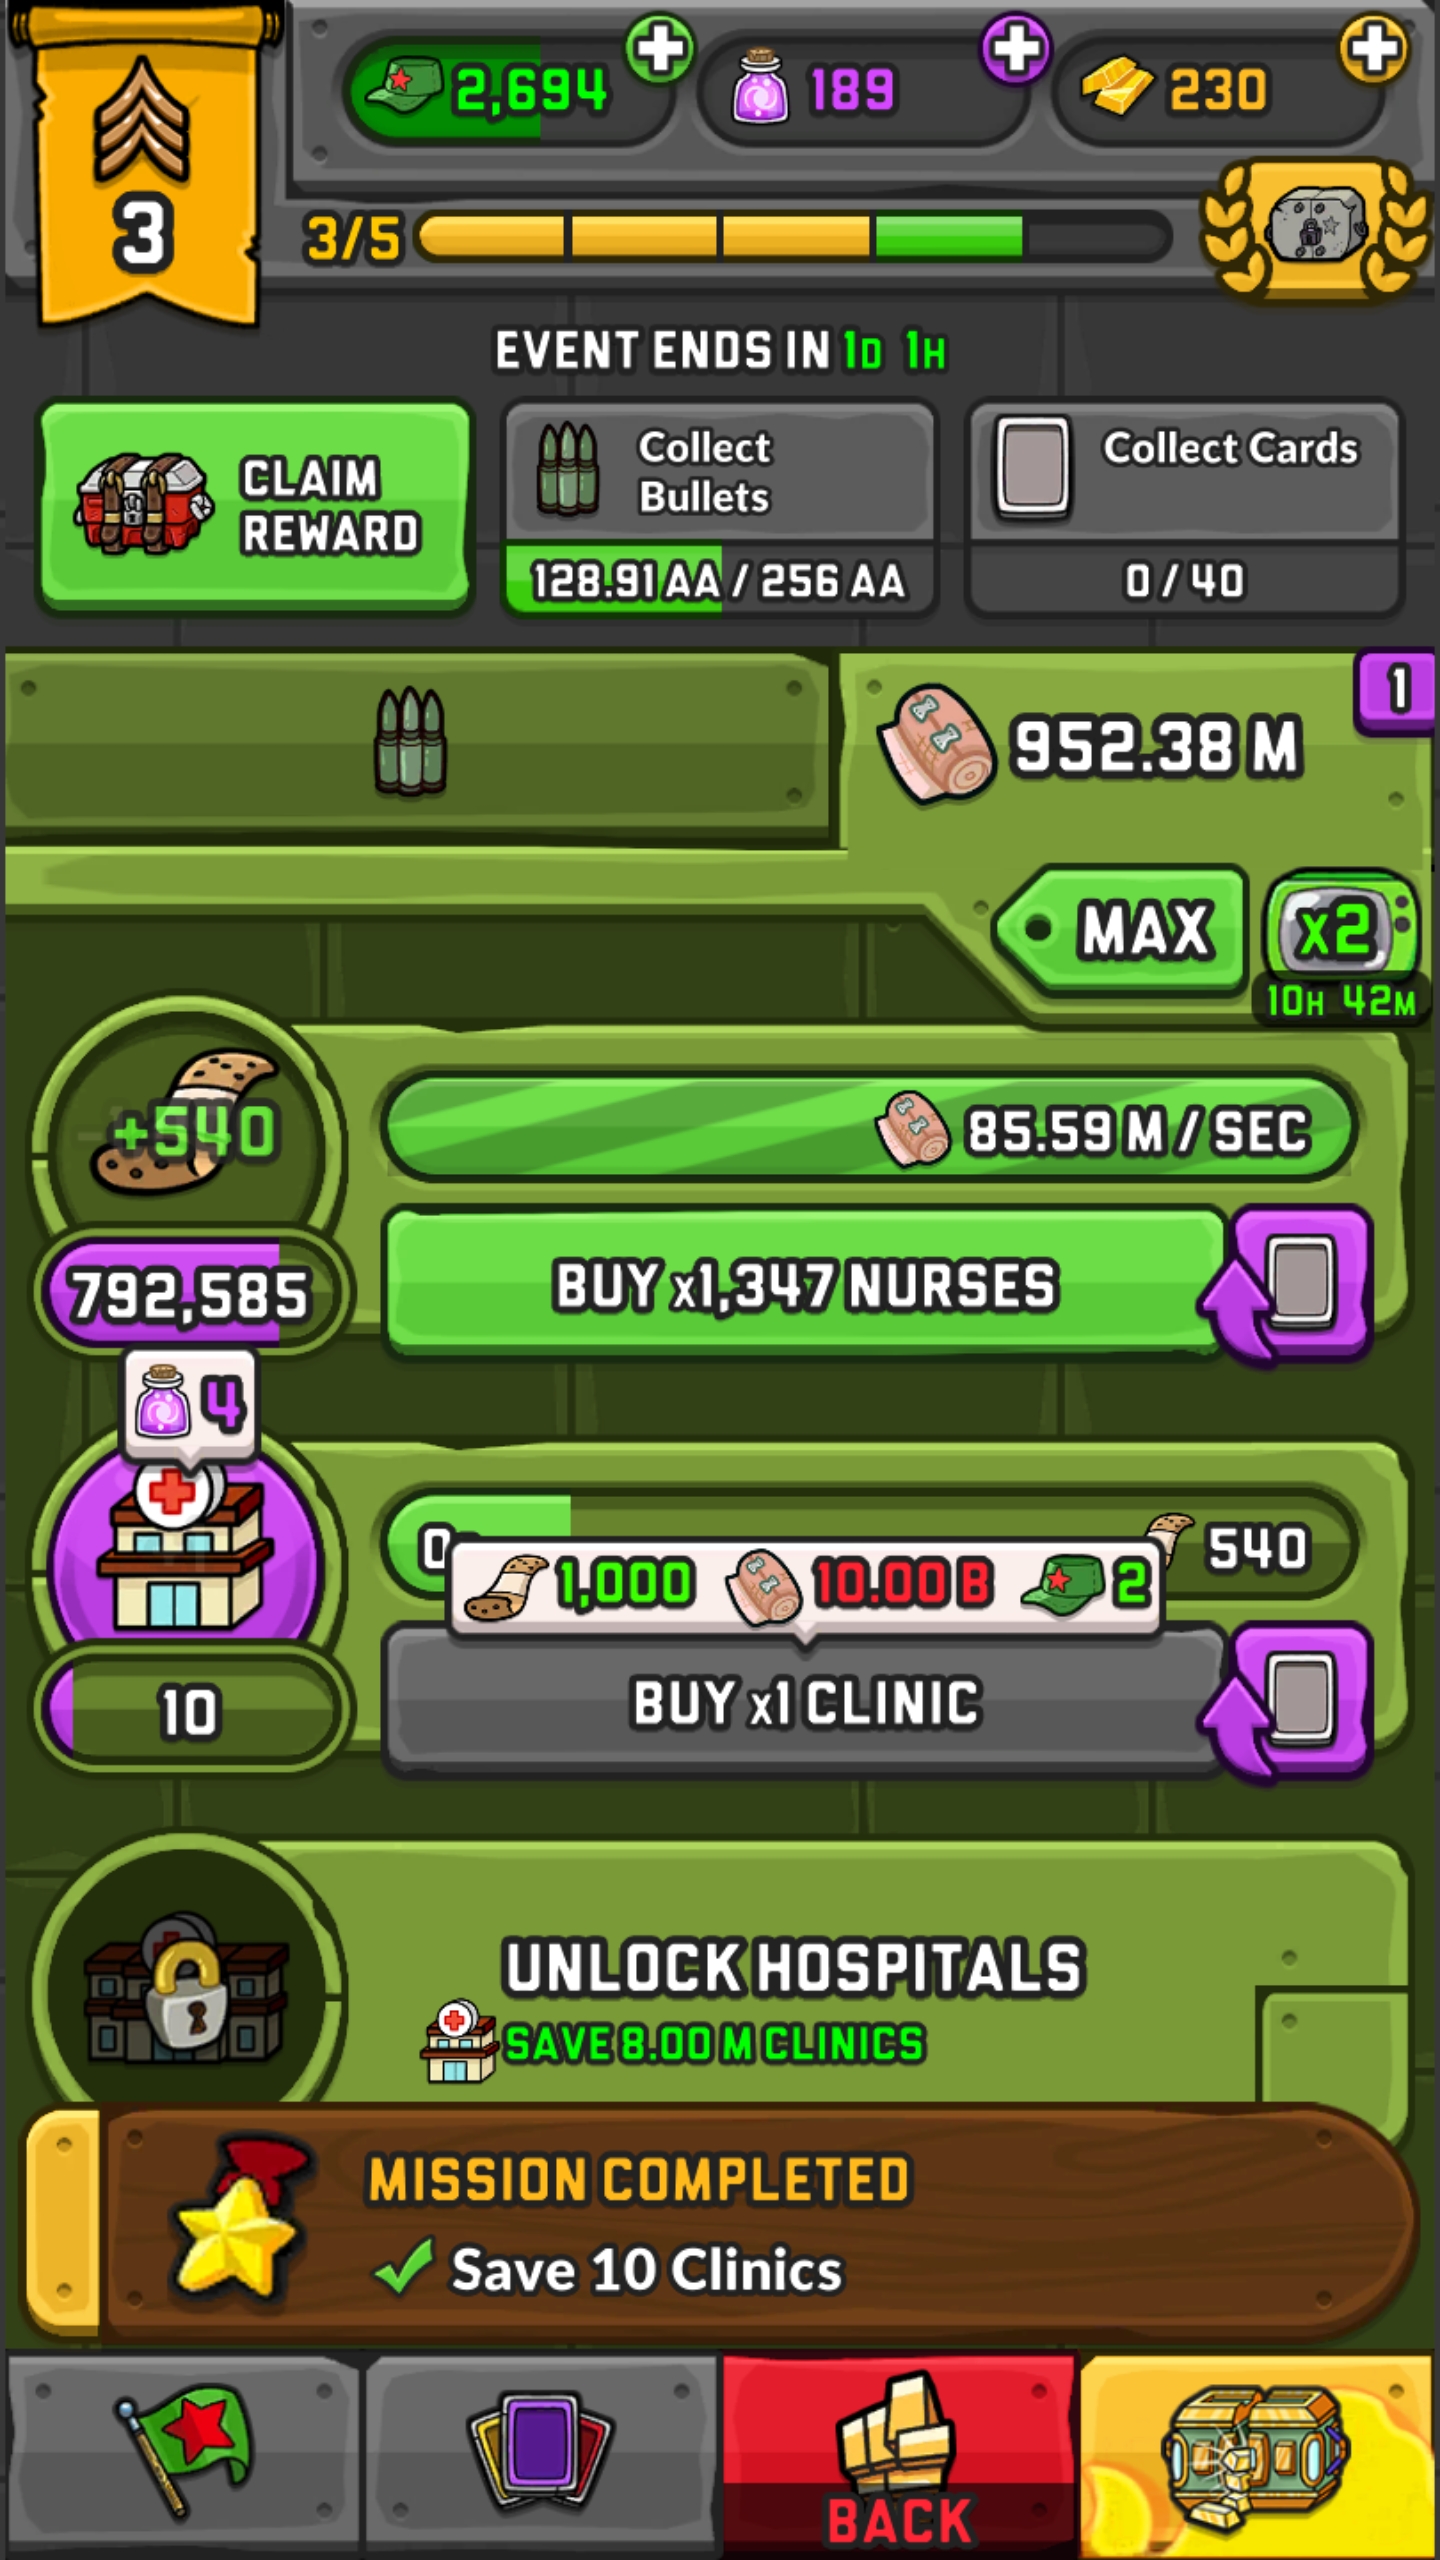 2,694
189
230
3
3/5
EVENT ENDS IN 1D 1H
CLAIM
REWARD
Collect
Bullets
128.91 AA / 256 AA
Collect Cards
0 / 40
1
952.38 M
MAX
x2
10H 42M
+540
85.59 M / SEC
792,585
BUY x1,347 NURSES
4
0
540
1,000
10.00 B
2
10
BUY x1 CLINIC
UNLOCK HOSPITALS
SAVE 8.00 M CLINICS
MISSION COMPLETED
Save 10 Clinics
BACK